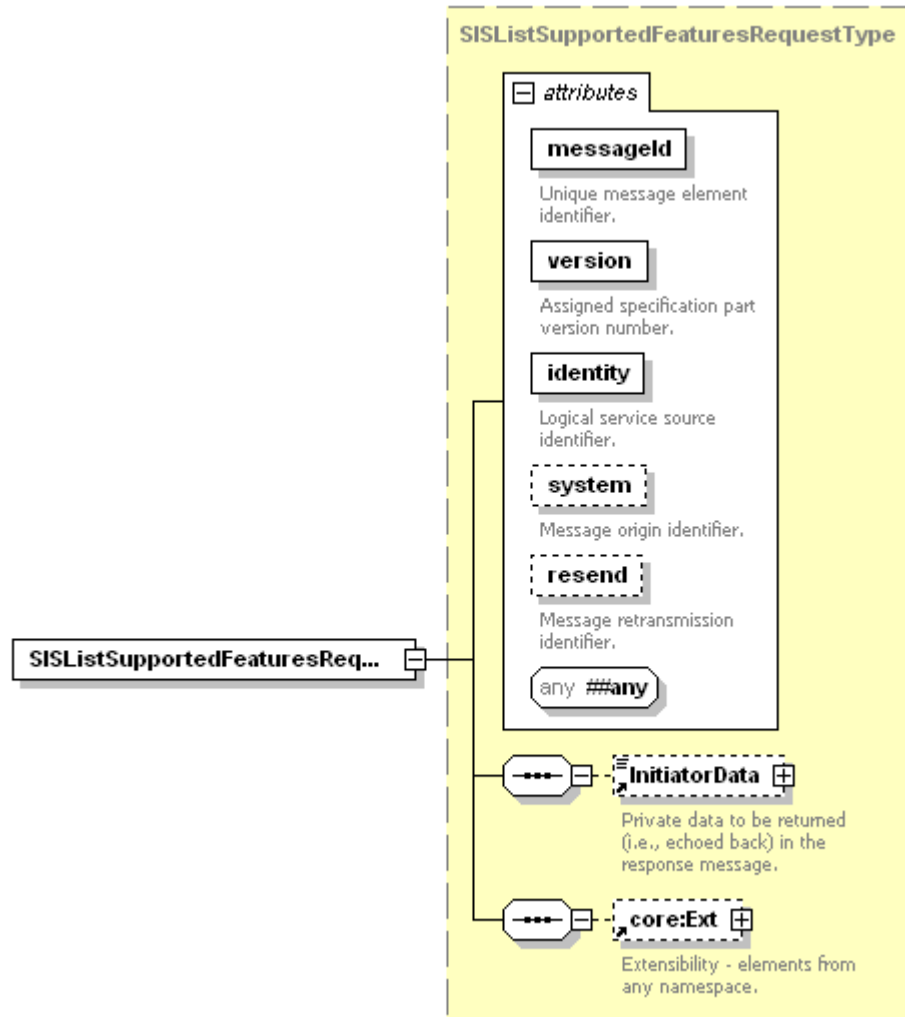 SISListSupportedFeaturesRequestType
attributes
messageId
Unique message element
identifier.
version
Assigned specification part
version number.
identity
Logical service source
identifier.
system
Message origin identifier.
resend
Message retransmission
identifier.
any ##any
SISListSupportedFeaturesReq...
InitiatorData
Private data to be returned
(i.e., echoed back) in the
response message.
core:Ext
Extensibility - elements from
any namespace.